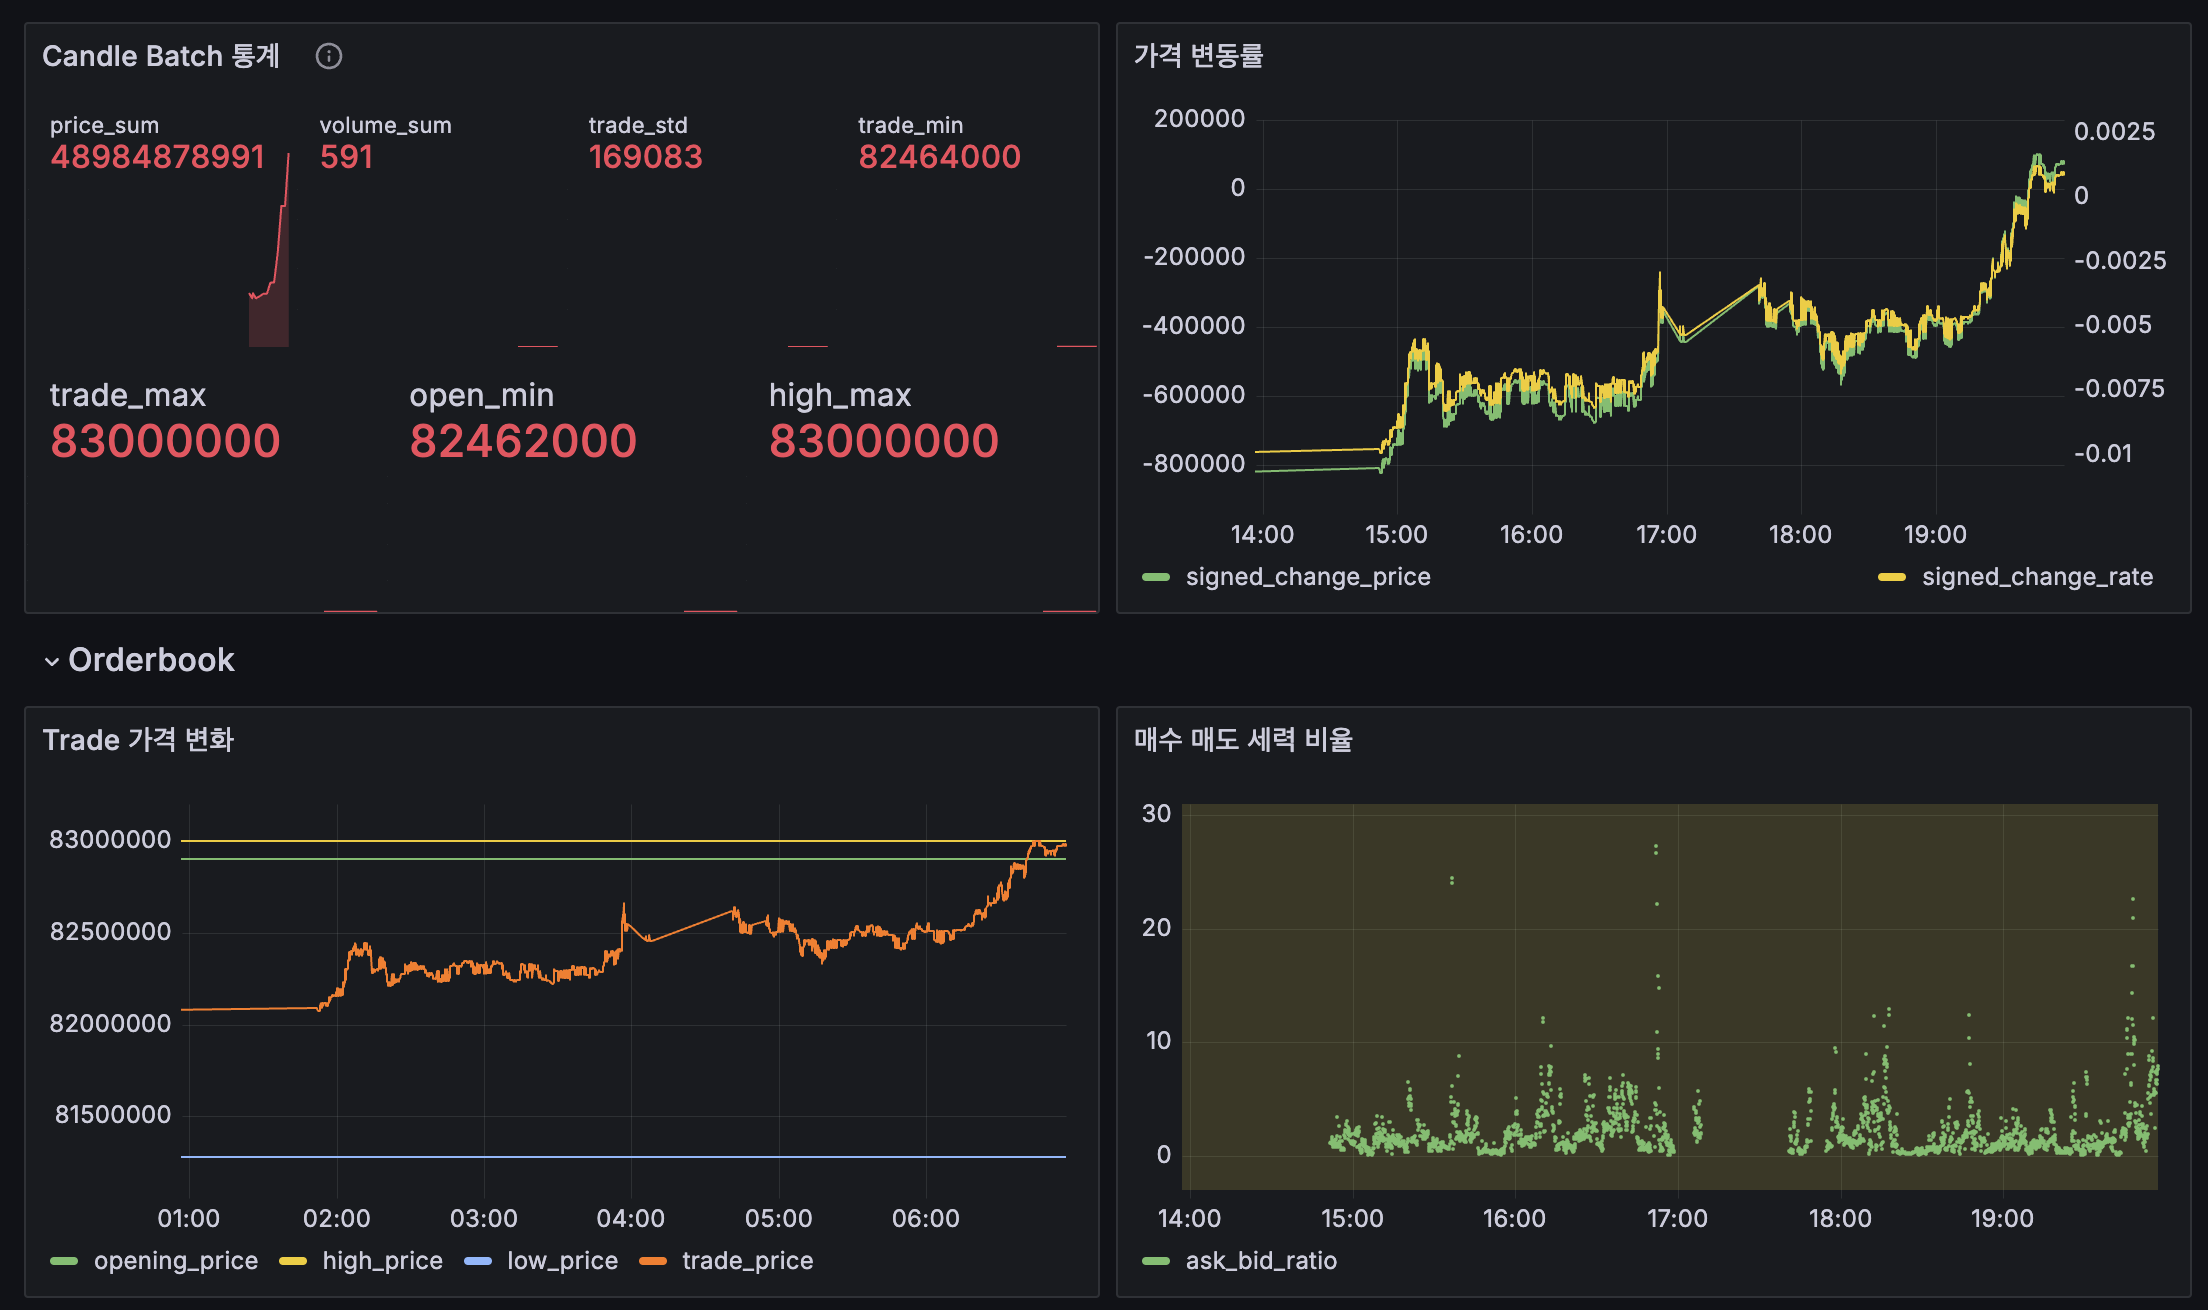 Candle Batch 통계
price_sum
48984878991
volume_sum
591
trade_std
169083
trade_min
82464000
trade_max
83000000
open_min
82462000
high_max
83000000
가격 변동률
200000
0
-200000
-400000
-600000
-800000
0.0025
0
-0.0025
-0.005
-0.0075
-0.01
14:00 15:00 16:00 17:00 18:00 19:00
signed_change_price signed_change_rate
Orderbook
Trade 가격 변화
83000000
82500000
82000000
81500000
01:00 02:00 03:00 04:00 05:00 06:00
opening_price high_price low_price trade_price
매수 매도 세력 비율
30
20
10
0
14:00 15:00 16:00 17:00 18:00 19:00
ask_bid_ratio